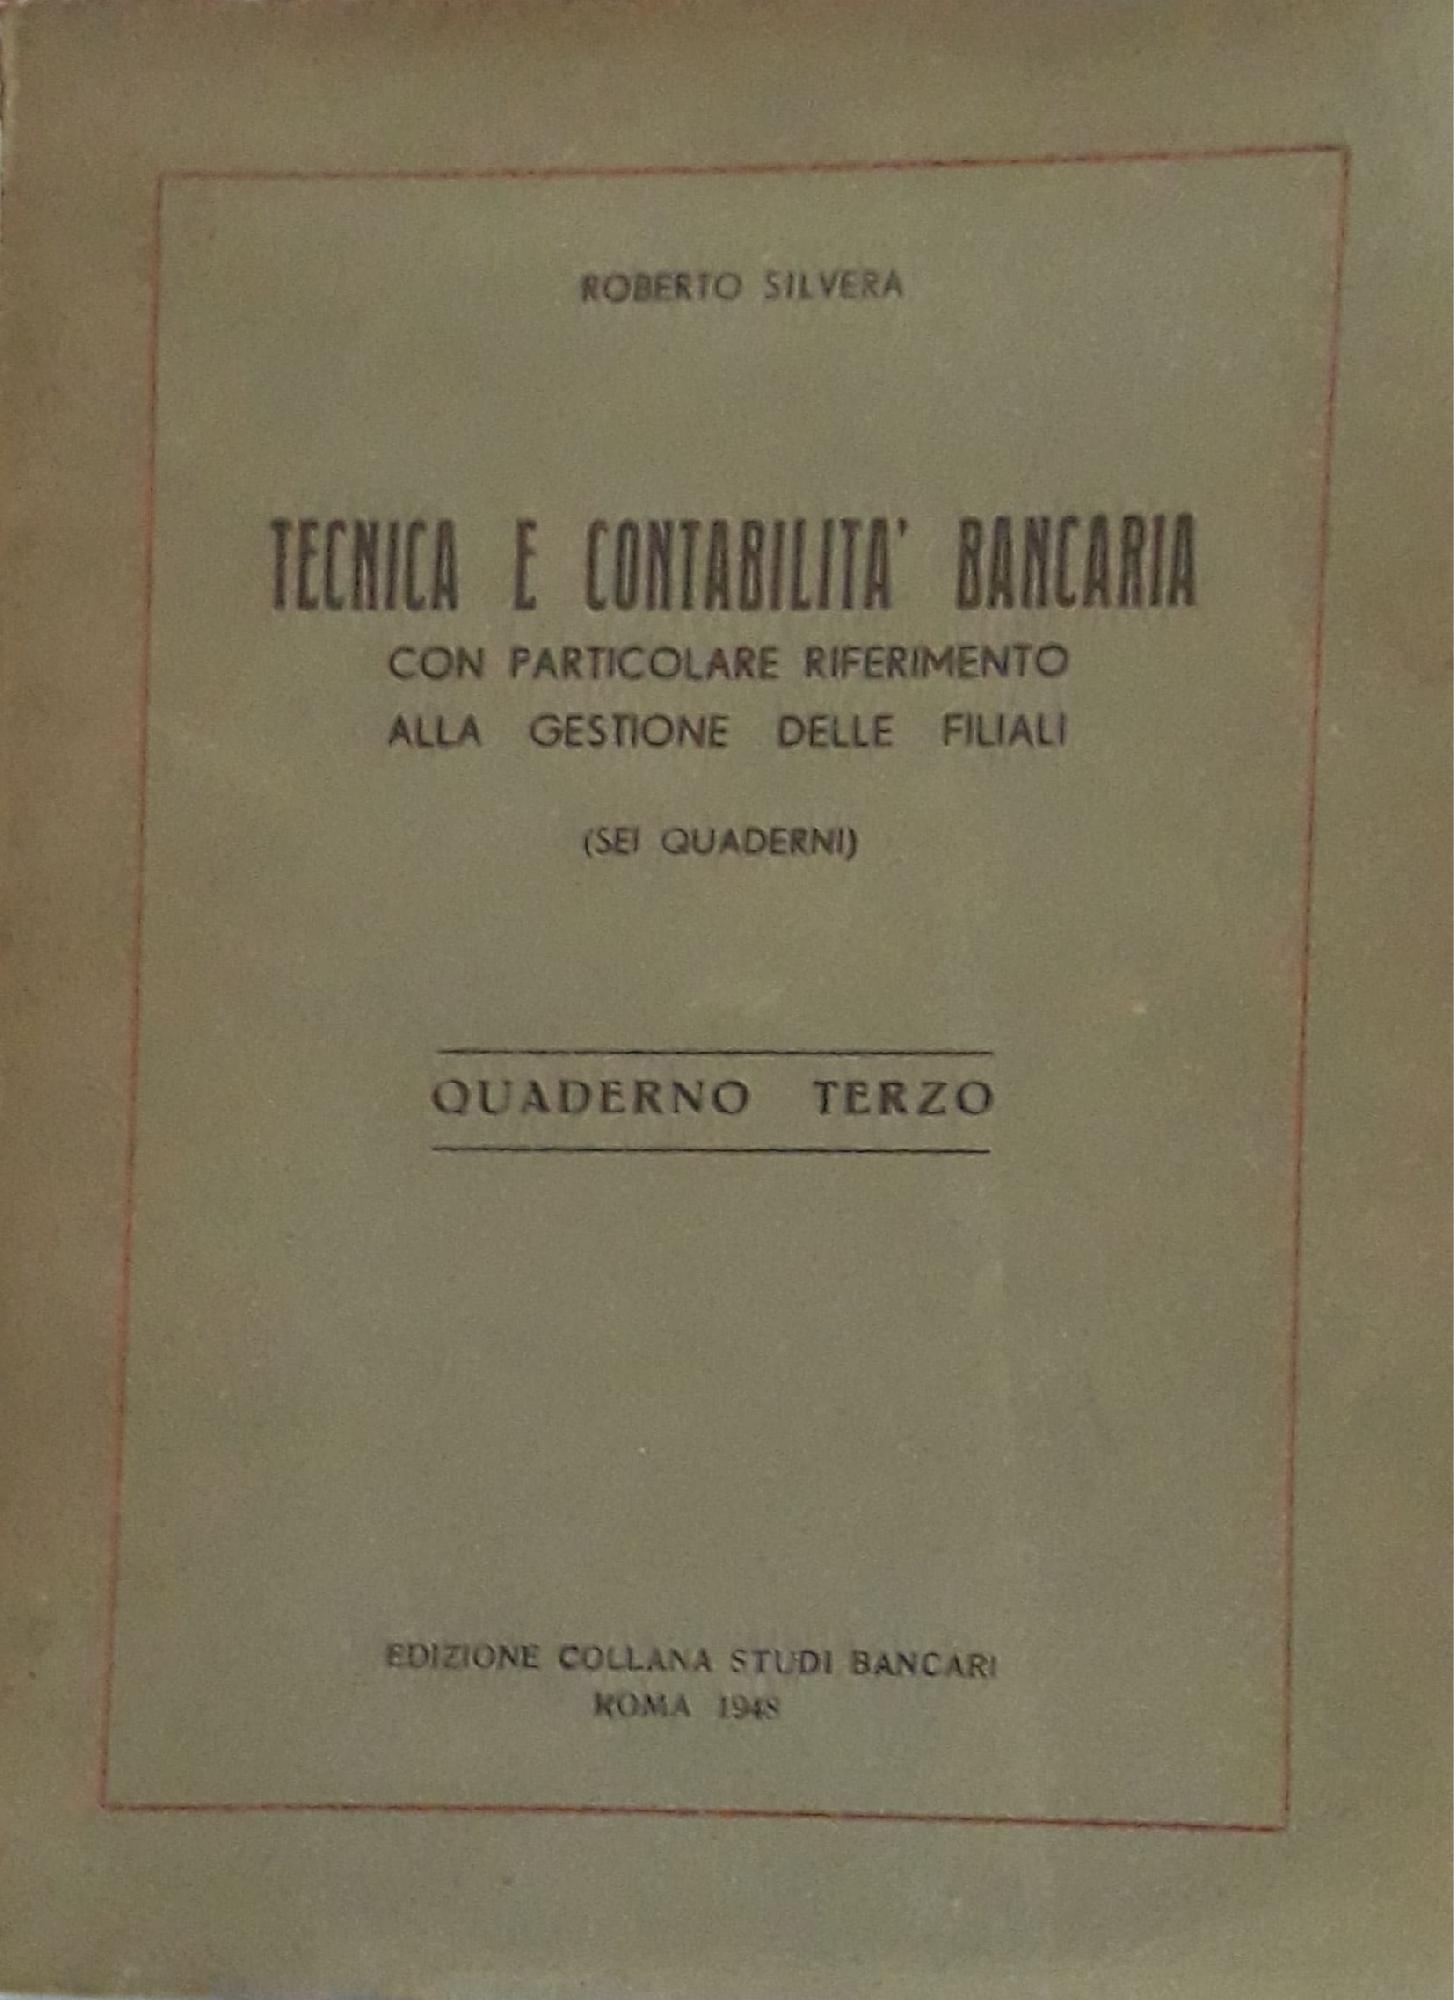 ROBERTO SILVERA
TECNICA E CONTABILITA' BANCARIA
CON PARTICOLARE RIFERIMENTO
ALLA GESTIONE DELLE FILIALI
(SEI QUADERNI)
QUADERNO TERZO
EDIZIONE COLLANA STUDI BANCARI
ROMA 1948